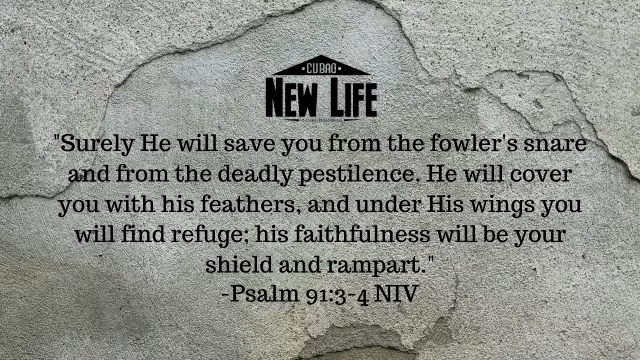 •CUBAO•
NEW LIFE
"Surely He will save you from the fowler's snare
and from the deadly pestilence. He will cover
you with his feathers, and under His wings you
will find refuge; his faithfulness will be your
shield and rampart."
-Psalm 91:3-4 NIV